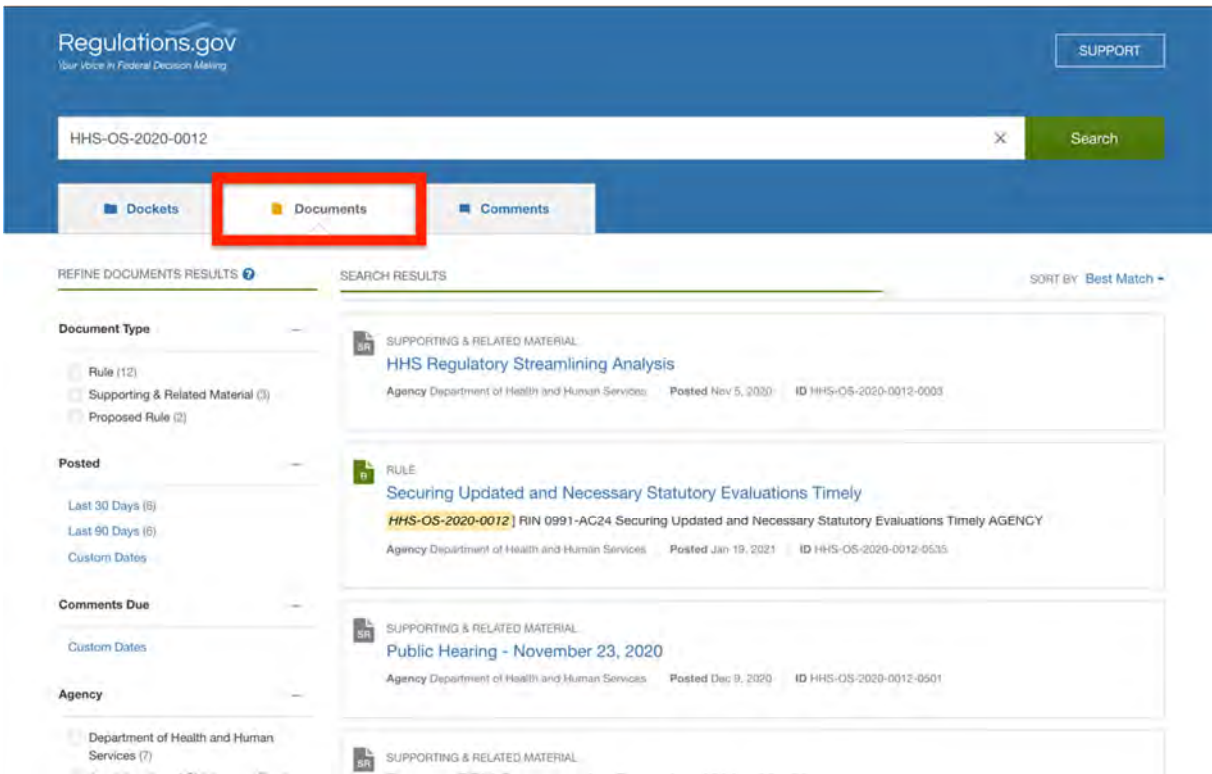 Regulations.gov
Your Voice in Federal Decision Making
SUPPORT
HHS-OS-2020-0012
Search
Dockets
Documents
Comments
REFINE DOCUMENTS RESULTS ?
SEARCH RESULTS
SORT BY Best Match
Document Type
Rule (12)
Supporting & Related Material (3)
Proposed Rule (2)
Posted
Last 30 Days (6)
Last 90 Days (6)
Custom Dates
Comments Due
Custom Dates
Agency
Department of Health and Human
Services (7)
SR
SUPPORTING & RELATED MATERIAL
HHS Regulatory Streamlining Analysis
Agency Department of Health and Human Services Posted Nov 5, 2020 ID HHS-OS-2020-0012-0003
R
RULE
Securing Updated and Necessary Statutory Evaluations Timely
HHS-OS-2020-0012 ] RIN 0991-AC24 Securing Updated and Necessary Statutory Evaluations Timely AGENCY
Agency Department of Health and Human Services Posted Jan 19, 2021 ID HHS-OS-2020-0012-0535
SR
SUPPORTING & RELATED MATERIAL
Public Hearing - November 23, 2020
Agency Department of Health and Human Services Posted Dec 9, 2020 ID HHS-OS-2020-0012-0501
SR
SUPPORTING & RELATED MATERIAL